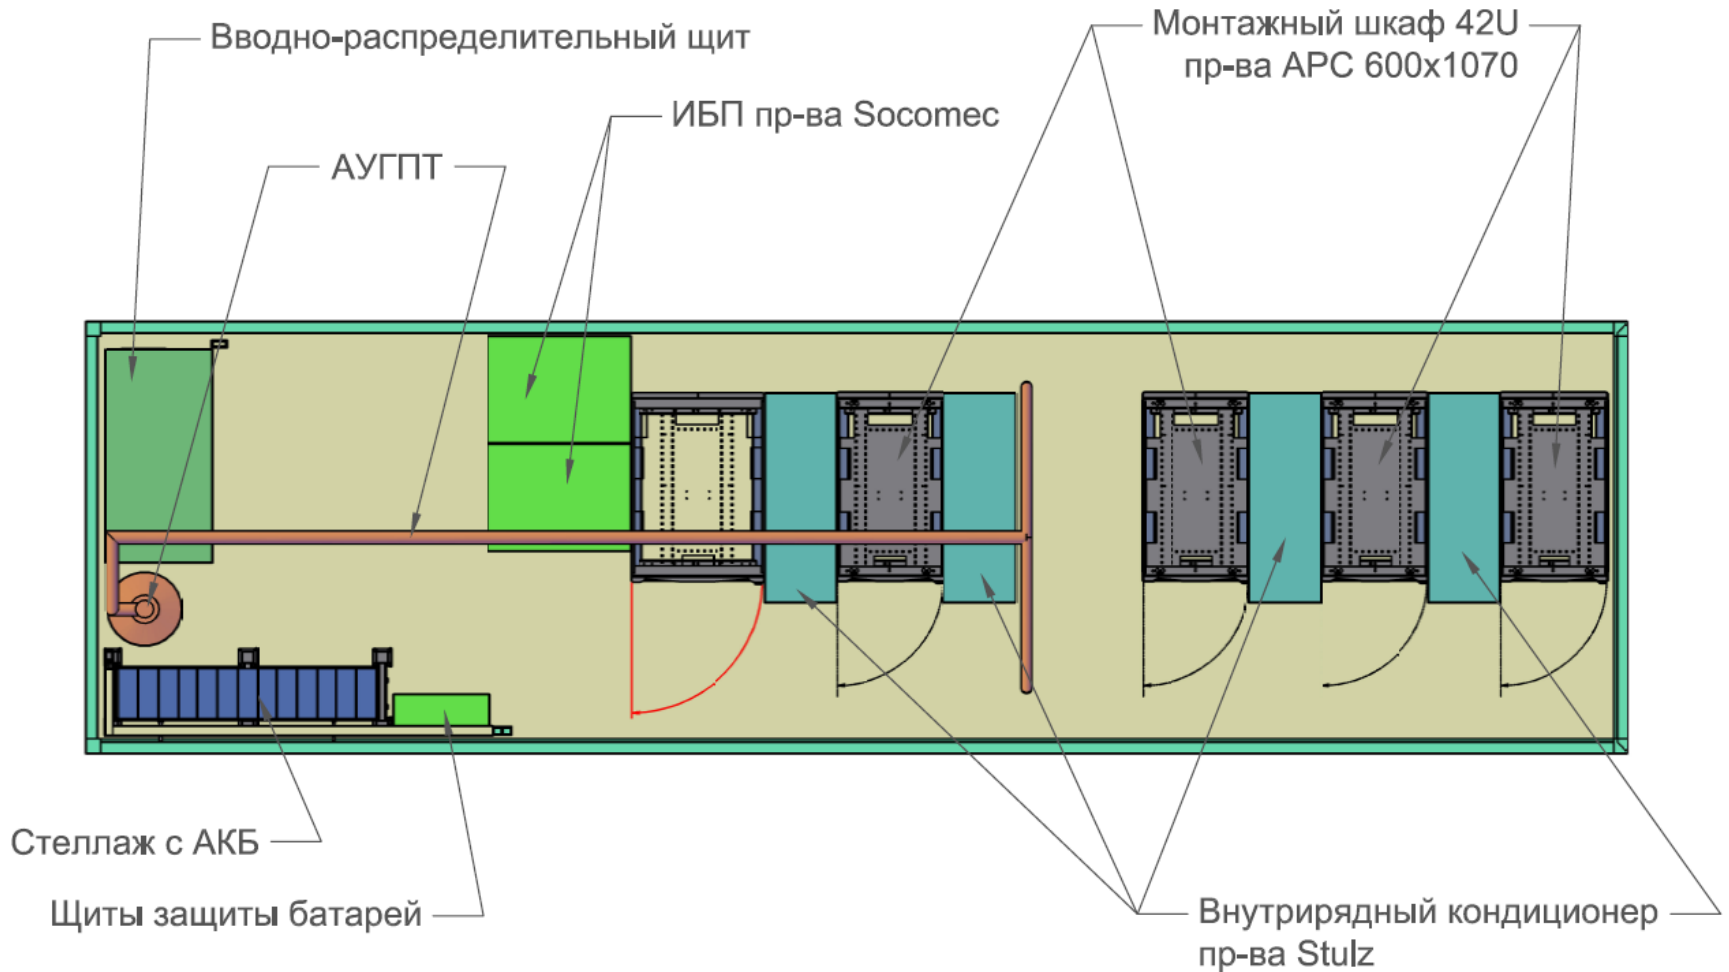 Вводно-распределительный щит
Монтажный шкаф 42U
пр-ва APC 600x1070
ИБП пр-ва Socomec
АУГПТ
Стеллаж с АКБ
Щиты защиты батарей
Внутрирядный кондиционер
пр-ва Stulz